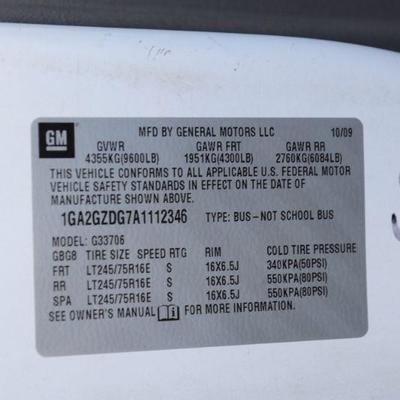 GM
MFD BY GENERAL MOTORS LLC 10/09
GVWR GAWR FRT GAWR RR
4355KG(9600LB) 1951KG(4300LB) 2760KG(6084LB)
THIS VEHICLE CONFORMS TO ALL APPLICABLE U.S. FEDERAL MOTOR
VEHICLE SAFETY STANDARDS IN EFFECT ON THE DATE OF
MANUFACTURE SHOWN ABOVE.
1GA2GZDG7A1112346 TYPE: BUS-NOT SCHOOL BUS
MODEL: G33706
GBG8 TIRE SIZE SPEED RTG RIM COLD TIRE PRESSURE
FRT LT245/75R16E S 16X6.5J 340KPA(50PSI)
RR LT245/75R16E S 16X6.5J 550KPA(80PSI)
SPA LT245/75R16E S 16X6.5J 550KPA(80PSI)
SEE OWNER'S MANUAL FOR MORE INFORMATION.